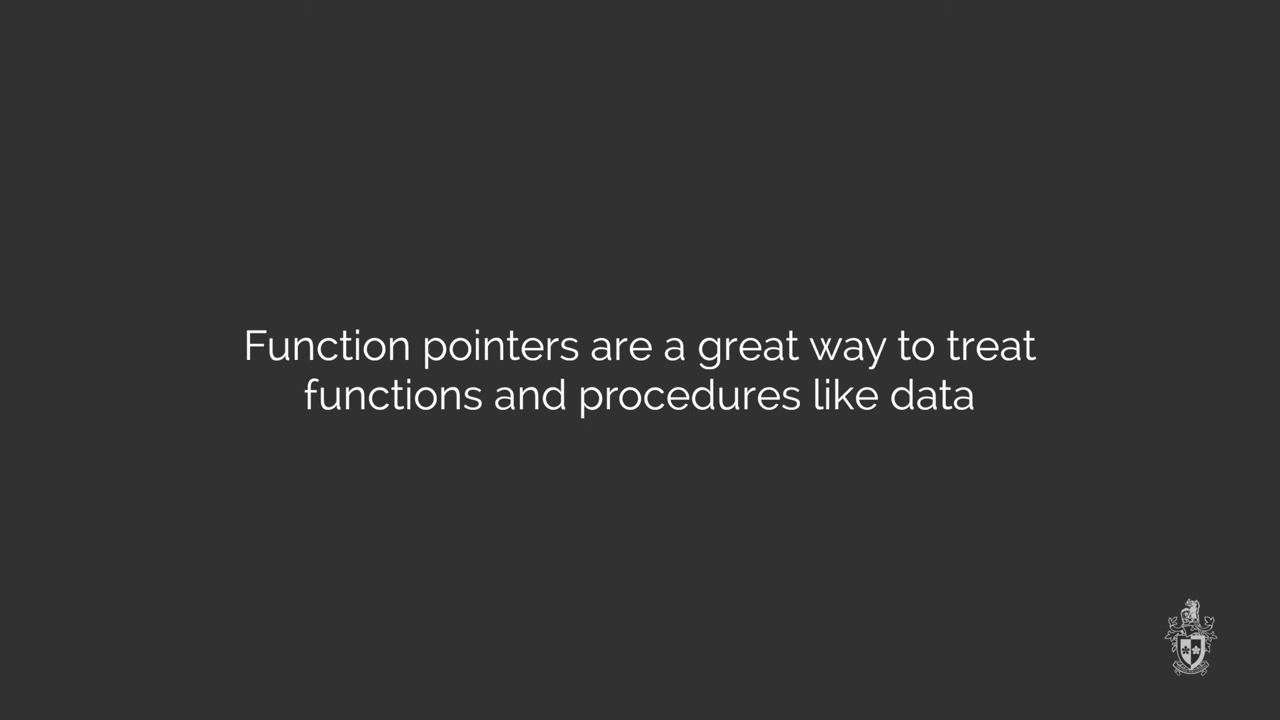 Function pointers are a great way to treat
functions and procedures like data